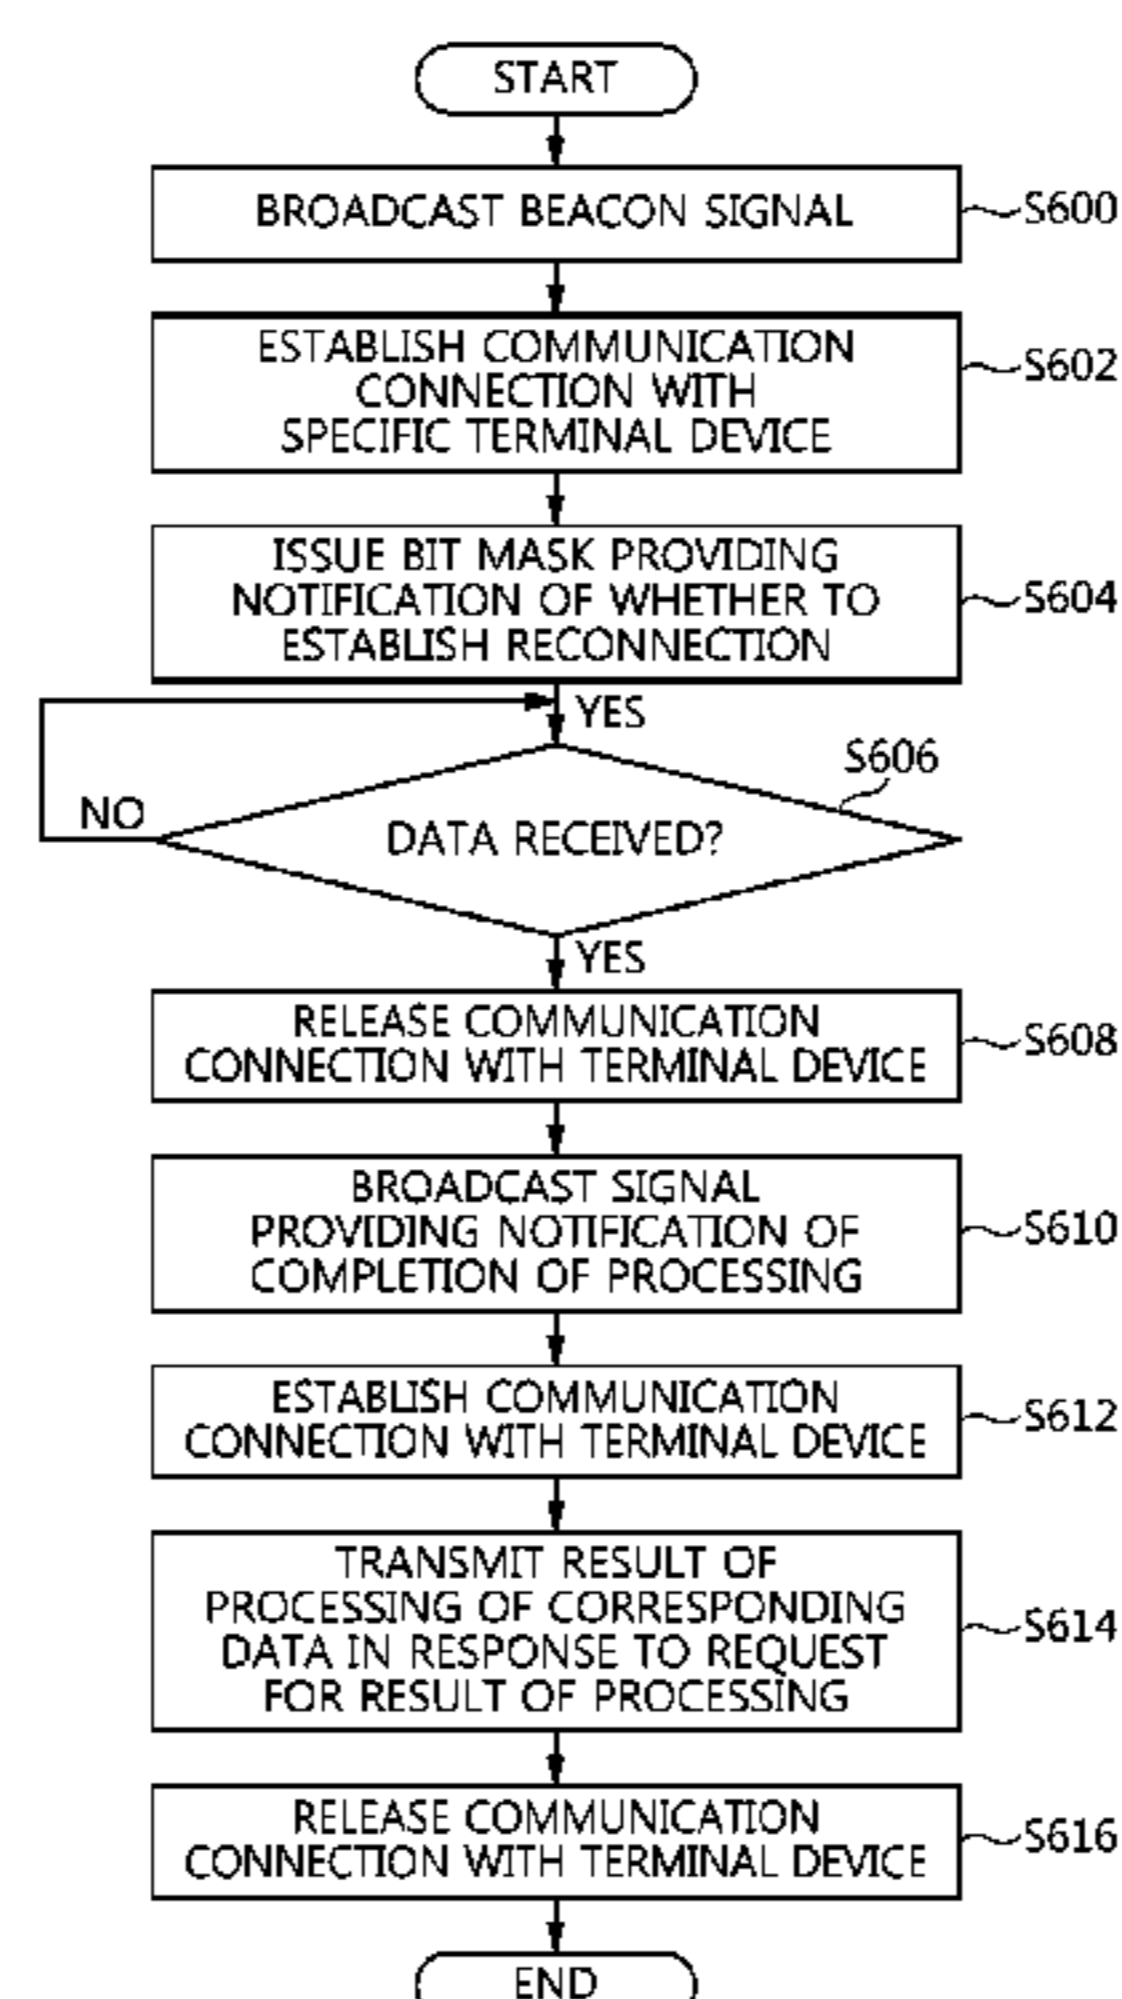 START
BROADCAST BEACON SIGNAL
S600
ESTABLISH COMMUNICATION
CONNECTION WITH
SPECIFIC TERMINAL DEVICE
S602
ISSUE BIT MASK PROVIDING
NOTIFICATION OF WHETHER TO
ESTABLISH RECONNECTION
S604
YES
S606
NO
DATA RECEIVED?
YES
RELEASE COMMUNICATION
CONNECTION WITH TERMINAL DEVICE
S608
BROADCAST SIGNAL
PROVIDING NOTIFICATION OF
COMPLETION OF PROCESSING
S610
ESTABLISH COMMUNICATION
CONNECTION WITH TERMINAL DEVICE
S612
TRANSMIT RESULT OF
PROCESSING OF CORRESPONDING
DATA IN RESPONSE TO REQUEST
FOR RESULT OF PROCESSING
S614
RELEASE COMMUNICATION
CONNECTION WITH TERMINAL DEVICE
S616
END